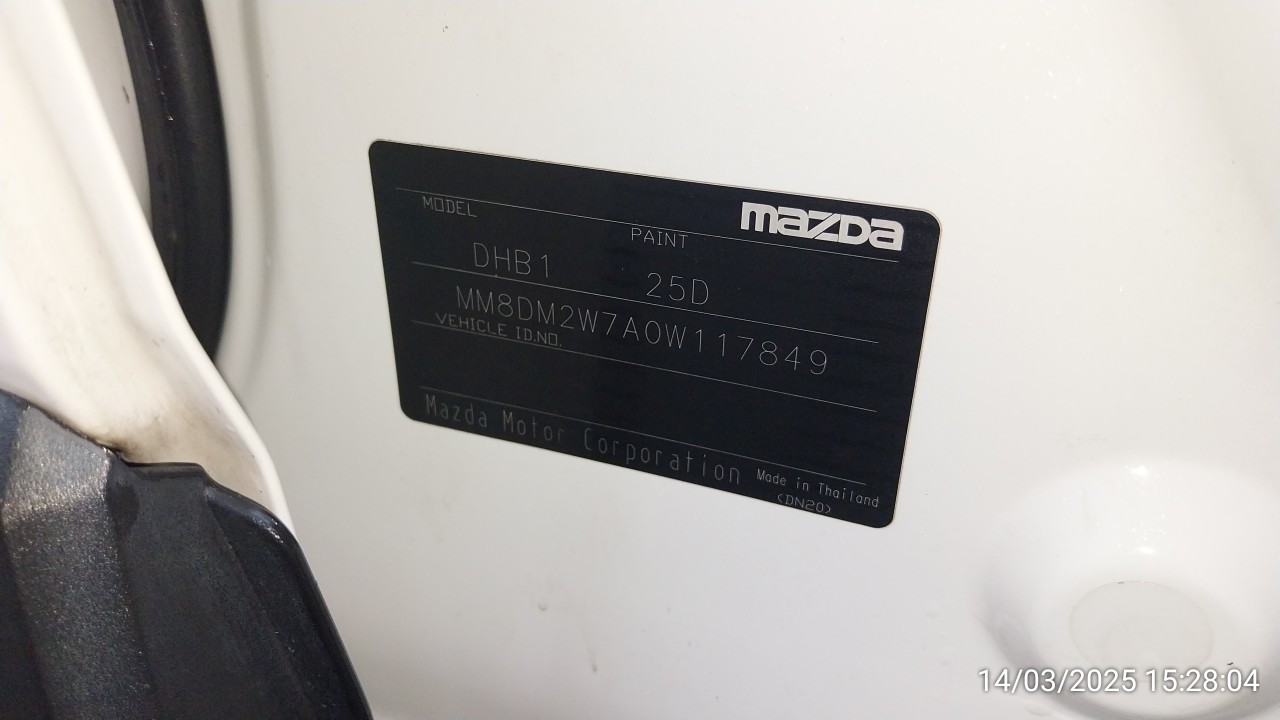 mazda
MODEL PAINT
DHB1 25D
MM8DM2W7A0W117849
VEHICLE ID.NO.
Mazda Motor Corporation Made in Thailand
(DN20)
14/03/2025 15:28:04